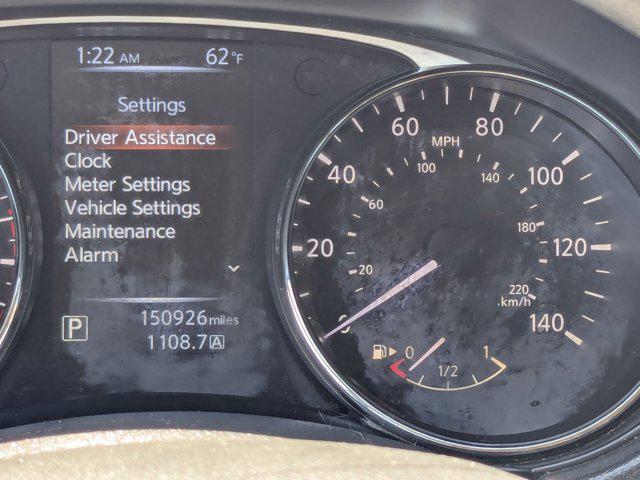 1:22 AM 62°F
Settings
Driver Assistance
Clock
Meter Settings
Vehicle Settings
Maintenance
Alarm
P
150926 miles
1108.7 A
0
20
40
60
80
100
120
140
MPH
20
60
100
140
180
220
km/h
0 1/2 1